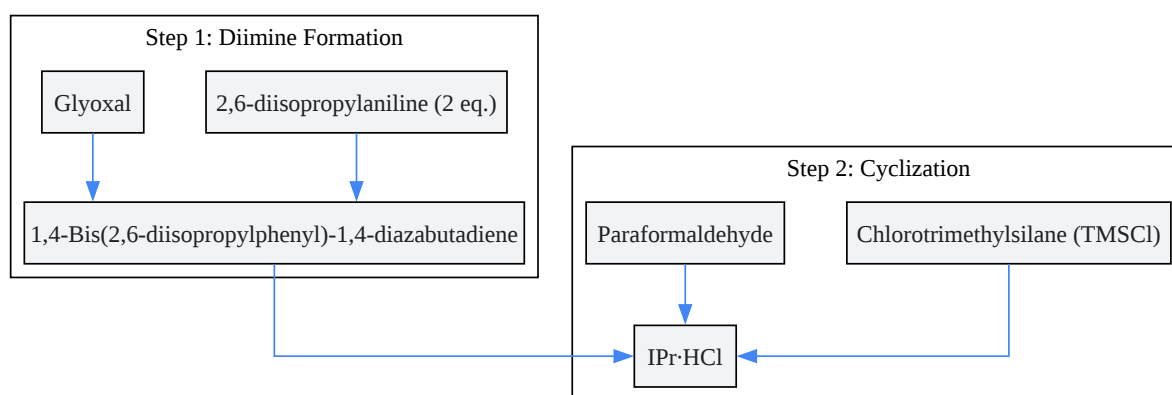 Step 1: Diimine Formation
Glyoxal
2,6-diisopropylaniline (2 eq.)
1,4-Bis(2,6-diisopropylphenyl)-1,4-diazabutadiene
Step 2: Cyclization
Paraformaldehyde
Chlorotrimethylsilane (TMSCl)
IPr·HCl